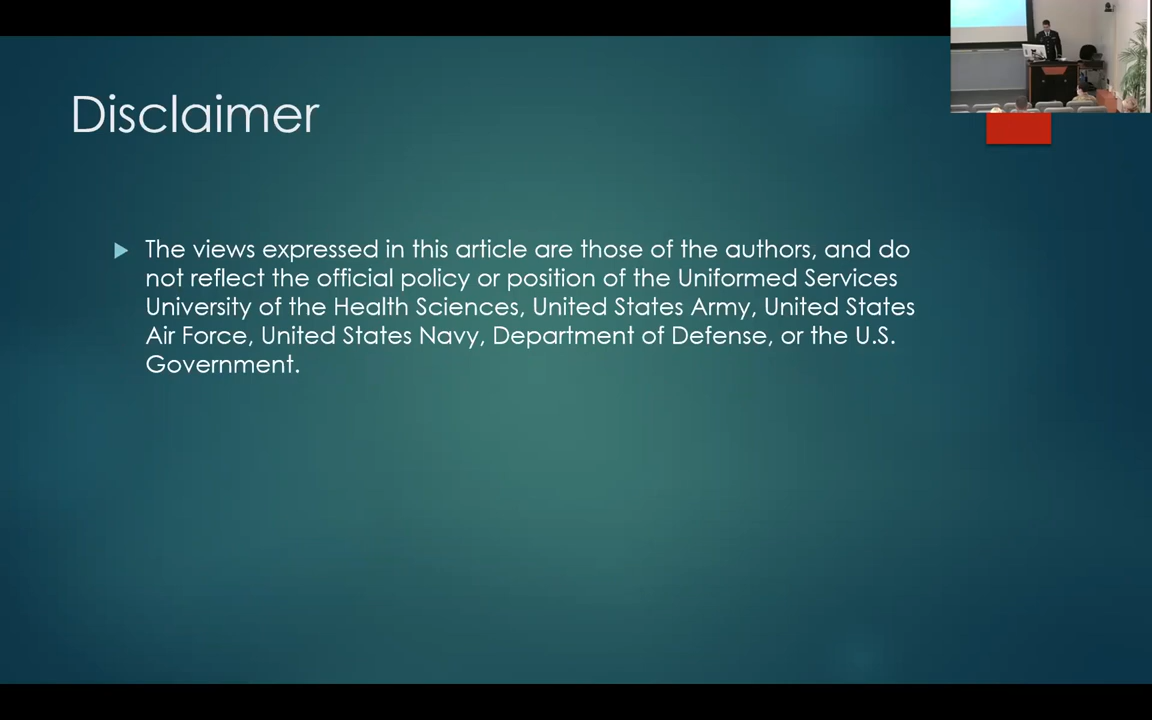 Disclaimer
The views expressed in this article are those of the authors, and do
not reflect the official policy or position of the Uniformed Services
University of the Health Sciences, United States Army, United States
Air Force, United States Navy, Department of Defense, or the U.S.
Government.